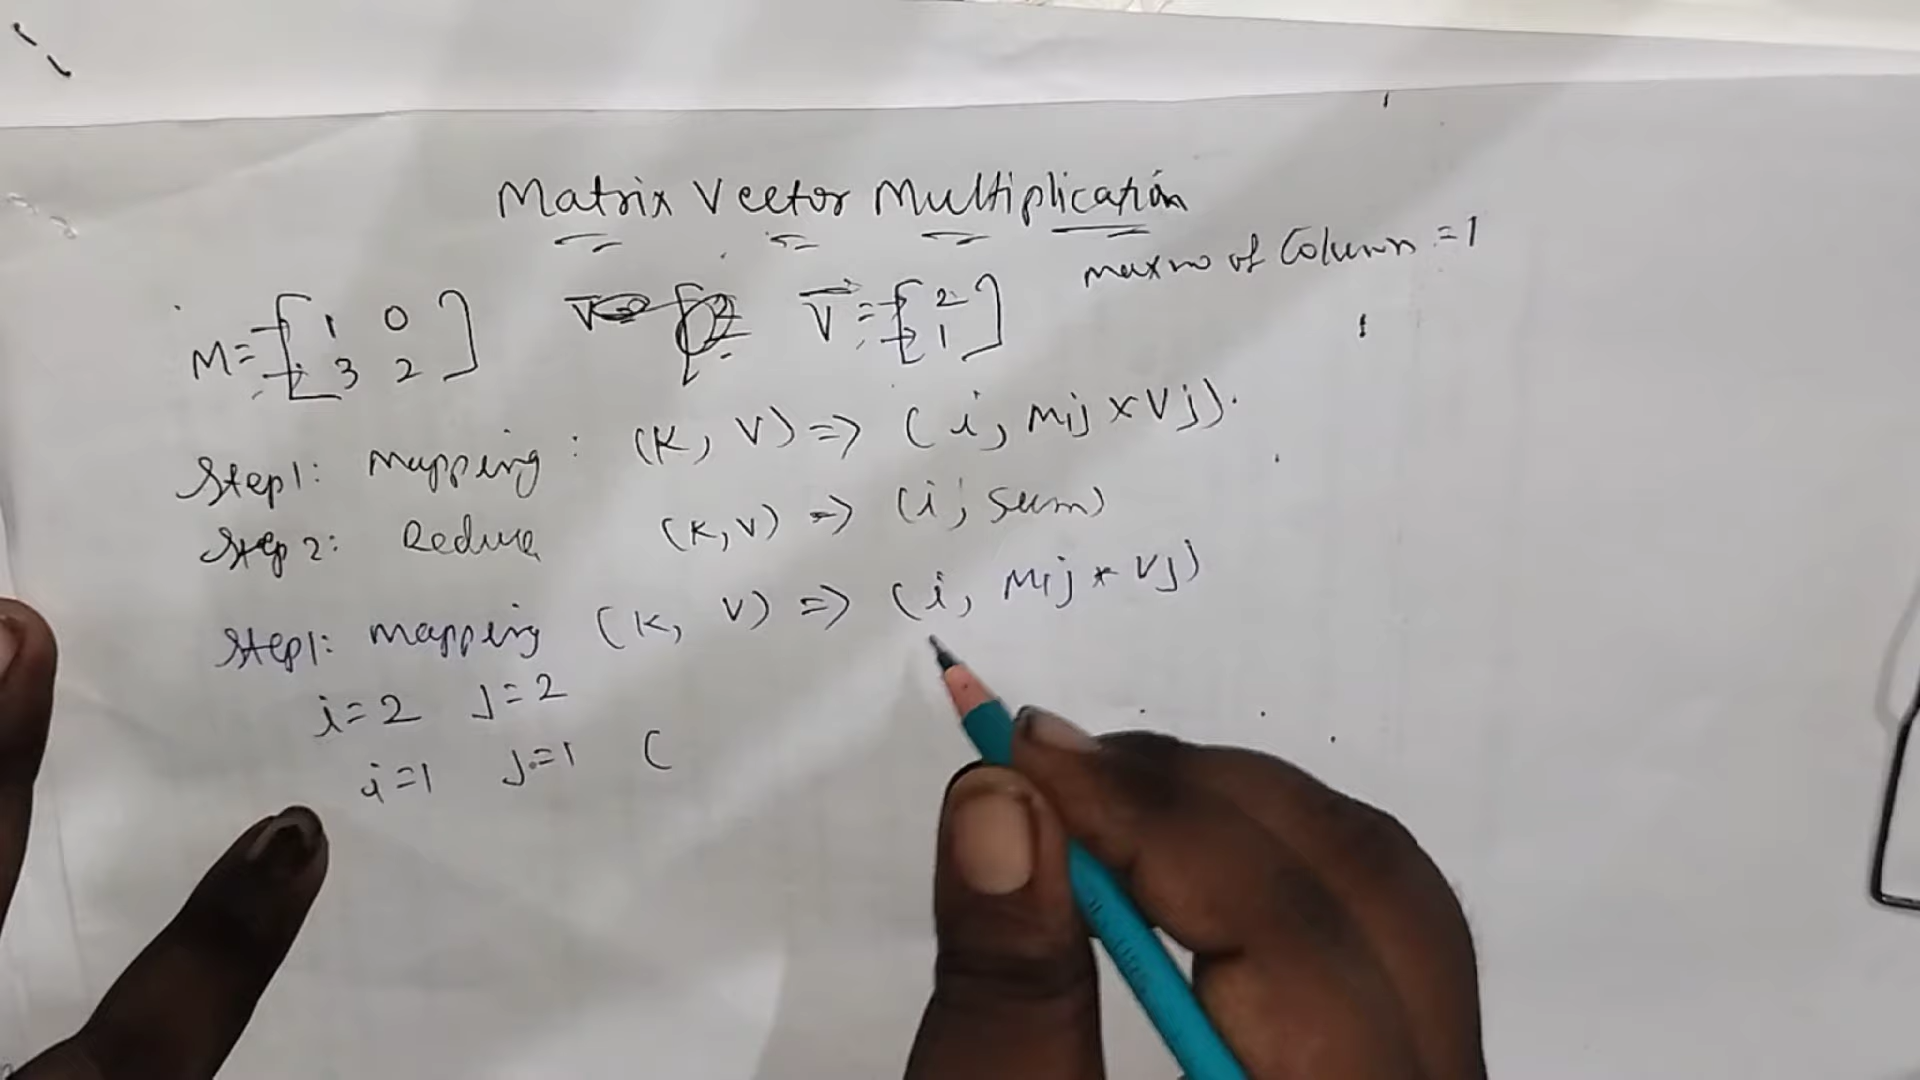 Matrix Vector Multiplication
max no of Column = 1
M = [ 1 0
3 2 ]
V = [ 2
1 ]
Step1: Mapping: (K, V) => (i, Mij x Vj).
Step 2: Reduce (K, V) => (i, Sum)
Step1: Mapping (K, V) => (i, Mij * Vj)
i = 2 J = 2
i = 1 J = 1 (